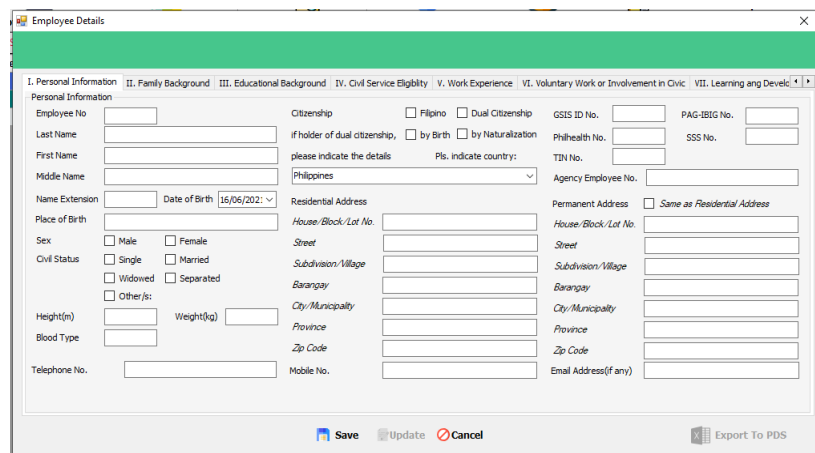 Employee Details
I. Personal Information II. Family Background III. Educational Background IV. Civil Service Eligiblity V. Work Experience VI. Voluntary Work or Involvement in Civic VII. Learning ang Develo
Personal Information
Employee No Citizenship Filipino Dual Citizenship GSIS ID No. PAG-IBIG No.
Last Name if holder of dual citizenship, by Birth by Naturalization Philhealth No. SSS No.
First Name please indicate the details Pls. indicate country: TIN No.
Middle Name Philippines Agency Employee No.
Name Extension Date of Birth 16/06/202 Residential Address Permanent Address Same as Residential Address
Place of Birth House/Block/Lot No. House/Block/Lot No.
Sex Male Female Street Street
Civil Status Single Married Subdivision/Village Subdivision/Village
Widowed Separated Barangay Barangay
Other/s: City/Municipality City/Municipality
Height(m) Weight(kg) Province Province
Blood Type Zip Code Zip Code
Telephone No. Mobile No. Email Address(if any)
Save Update Cancel Export To PDS